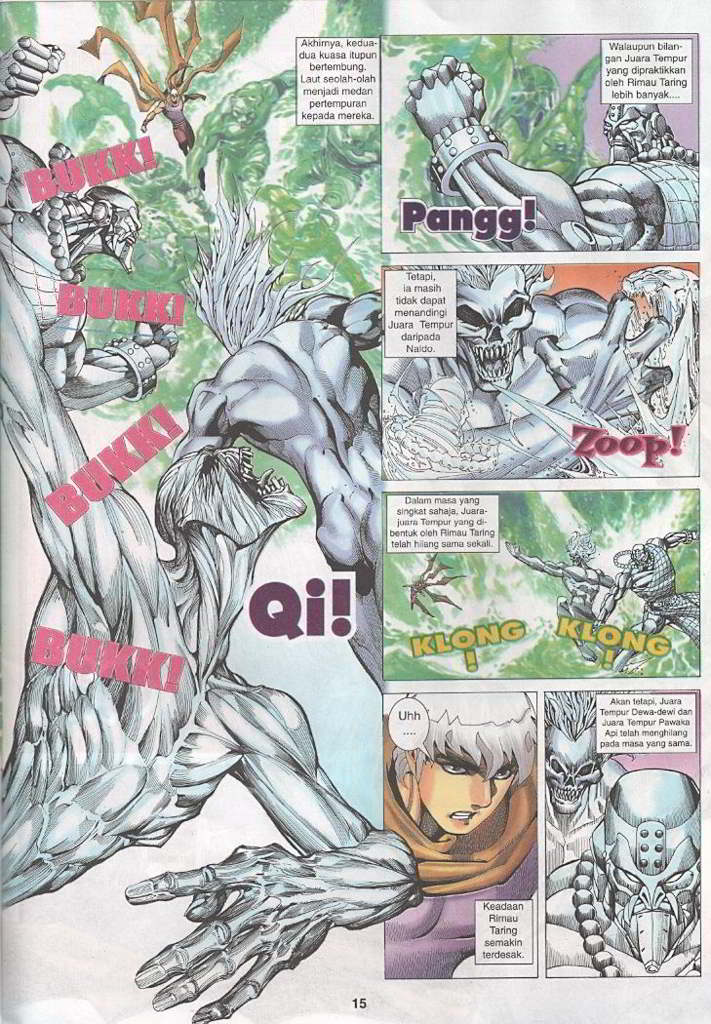 Akhirnya, kedua-
dua kuasa itupun
bertembung.
Laut seolah-olah
menjadi medan
pertempuran
kepada mereka.
BUKK!
BUKK!
BUKK!
BUKK!
Qi!
Walaupun bilan-
gan Juara Tempur
yang dipraktikkan
oleh Rimau Taring
lebih banyak....
Pangg!
Tetapi,
ia masih
tidak dapat
menandingi
Juara Tempur
daripada
Naldo.
Zoop!
Dalam masa yang
singkat sahaja, Juara-
juara Tempur yang di-
bentuk oleh Rimau Taring
telah hilang sama sekali.
KLONG
!
KLONG
!
Uhh
....
Keadaan
Rimau
Taring
semakin
terdesak.
Akan tetapi, Juara
Tempur Dewa-dewi dan
Juara Tempur Pawaka
Api telah menghilang
pada masa yang sama.
15